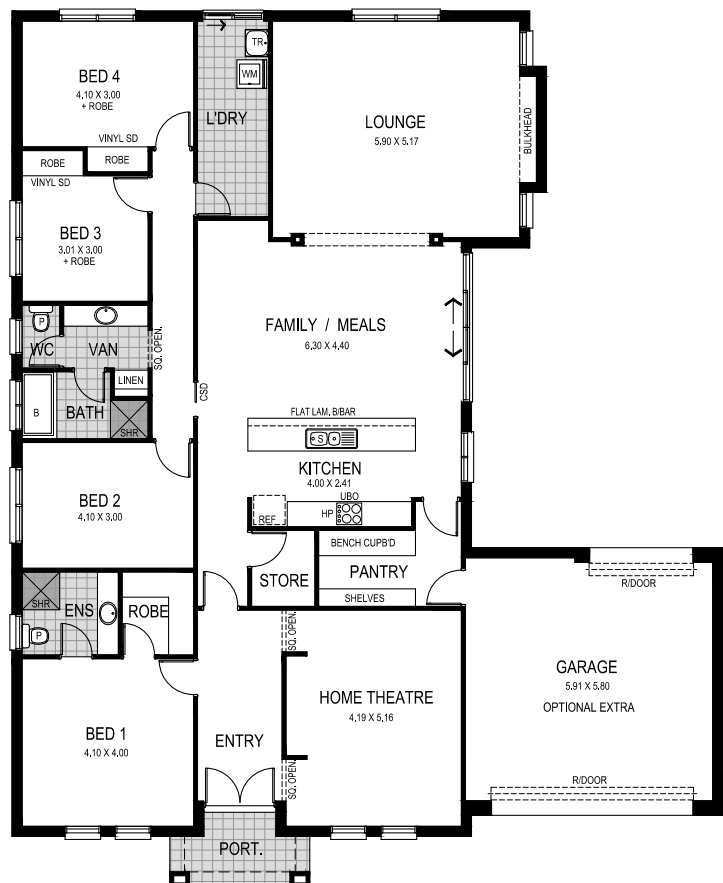 BED 4
4.10 X 3.00
+ ROBE
VINYL SD
ROBE
ROBE
VINYL SD
BED 3
3.01 X 3.00
+ ROBE
TR
WM
L'DRY
LOUNGE
5.90 X 5.17
BULKHEAD
P
WC
VAN
SQ. OPEN.
LINEN
B
BATH
SHR
CSD
FAMILY / MEALS
6.30 X 4.40
FLAT LAM. B/BAR
S
KITCHEN
4.00 X 2.41
UBO
HP
REF
BED 2
4.10 X 3.00
BENCH CUPB'D
STORE
PANTRY
SHELVES
SHR
ENS
ROBE
P
SQ. OPEN.
R/DOOR
GARAGE
5.91 X 5.80
OPTIONAL EXTRA
R/DOOR
HOME THEATRE
4.19 X 5.16
BED 1
4.10 X 4.00
ENTRY
SQ. OPEN.
PORT.